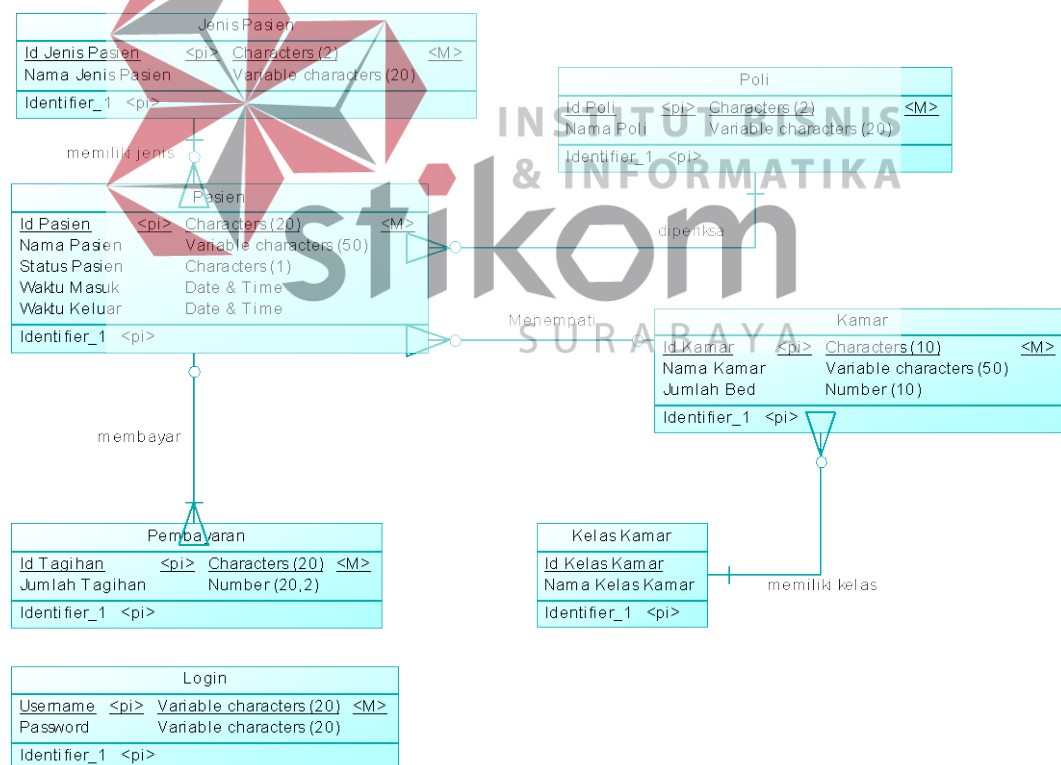 Jenis Pasien
Id Jenis Pasien <pi> Characters (2) <M>
Nama Jenis Pasien Variable characters (20)
Identifier_1 <pi>
memiliki jenis
Poli
Id Poli <pi> Characters (2) <M>
Nama Poli Variable characters (20)
Identifier_1 <pi>
INSTITUT BISNIS
& INFORMATIKA
stikom
SURABAYA
Pasien
Id Pasien <pi> Characters (20) <M>
Nama Pasien Variable characters (50)
Status Pasien Characters (1)
Waktu Masuk Date & Time
Waktu Keluar Date & Time
Identifier_1 <pi>
diperiksa
Menempati
Kamar
Id Kamar <pi> Characters (10) <M>
Nama Kamar Variable characters (50)
Jumlah Bed Number (10)
Identifier_1 <pi>
membayar
Pembayaran
Id Tagihan <pi> Characters (20) <M>
Jumlah Tagihan Number (20,2)
Identifier_1 <pi>
Kelas Kamar
Id Kelas Kamar
Nama Kelas Kamar
Identifier_1 <pi>
memiliki kelas
Login
Username <pi> Variable characters (20) <M>
Password Variable characters (20)
Identifier_1 <pi>